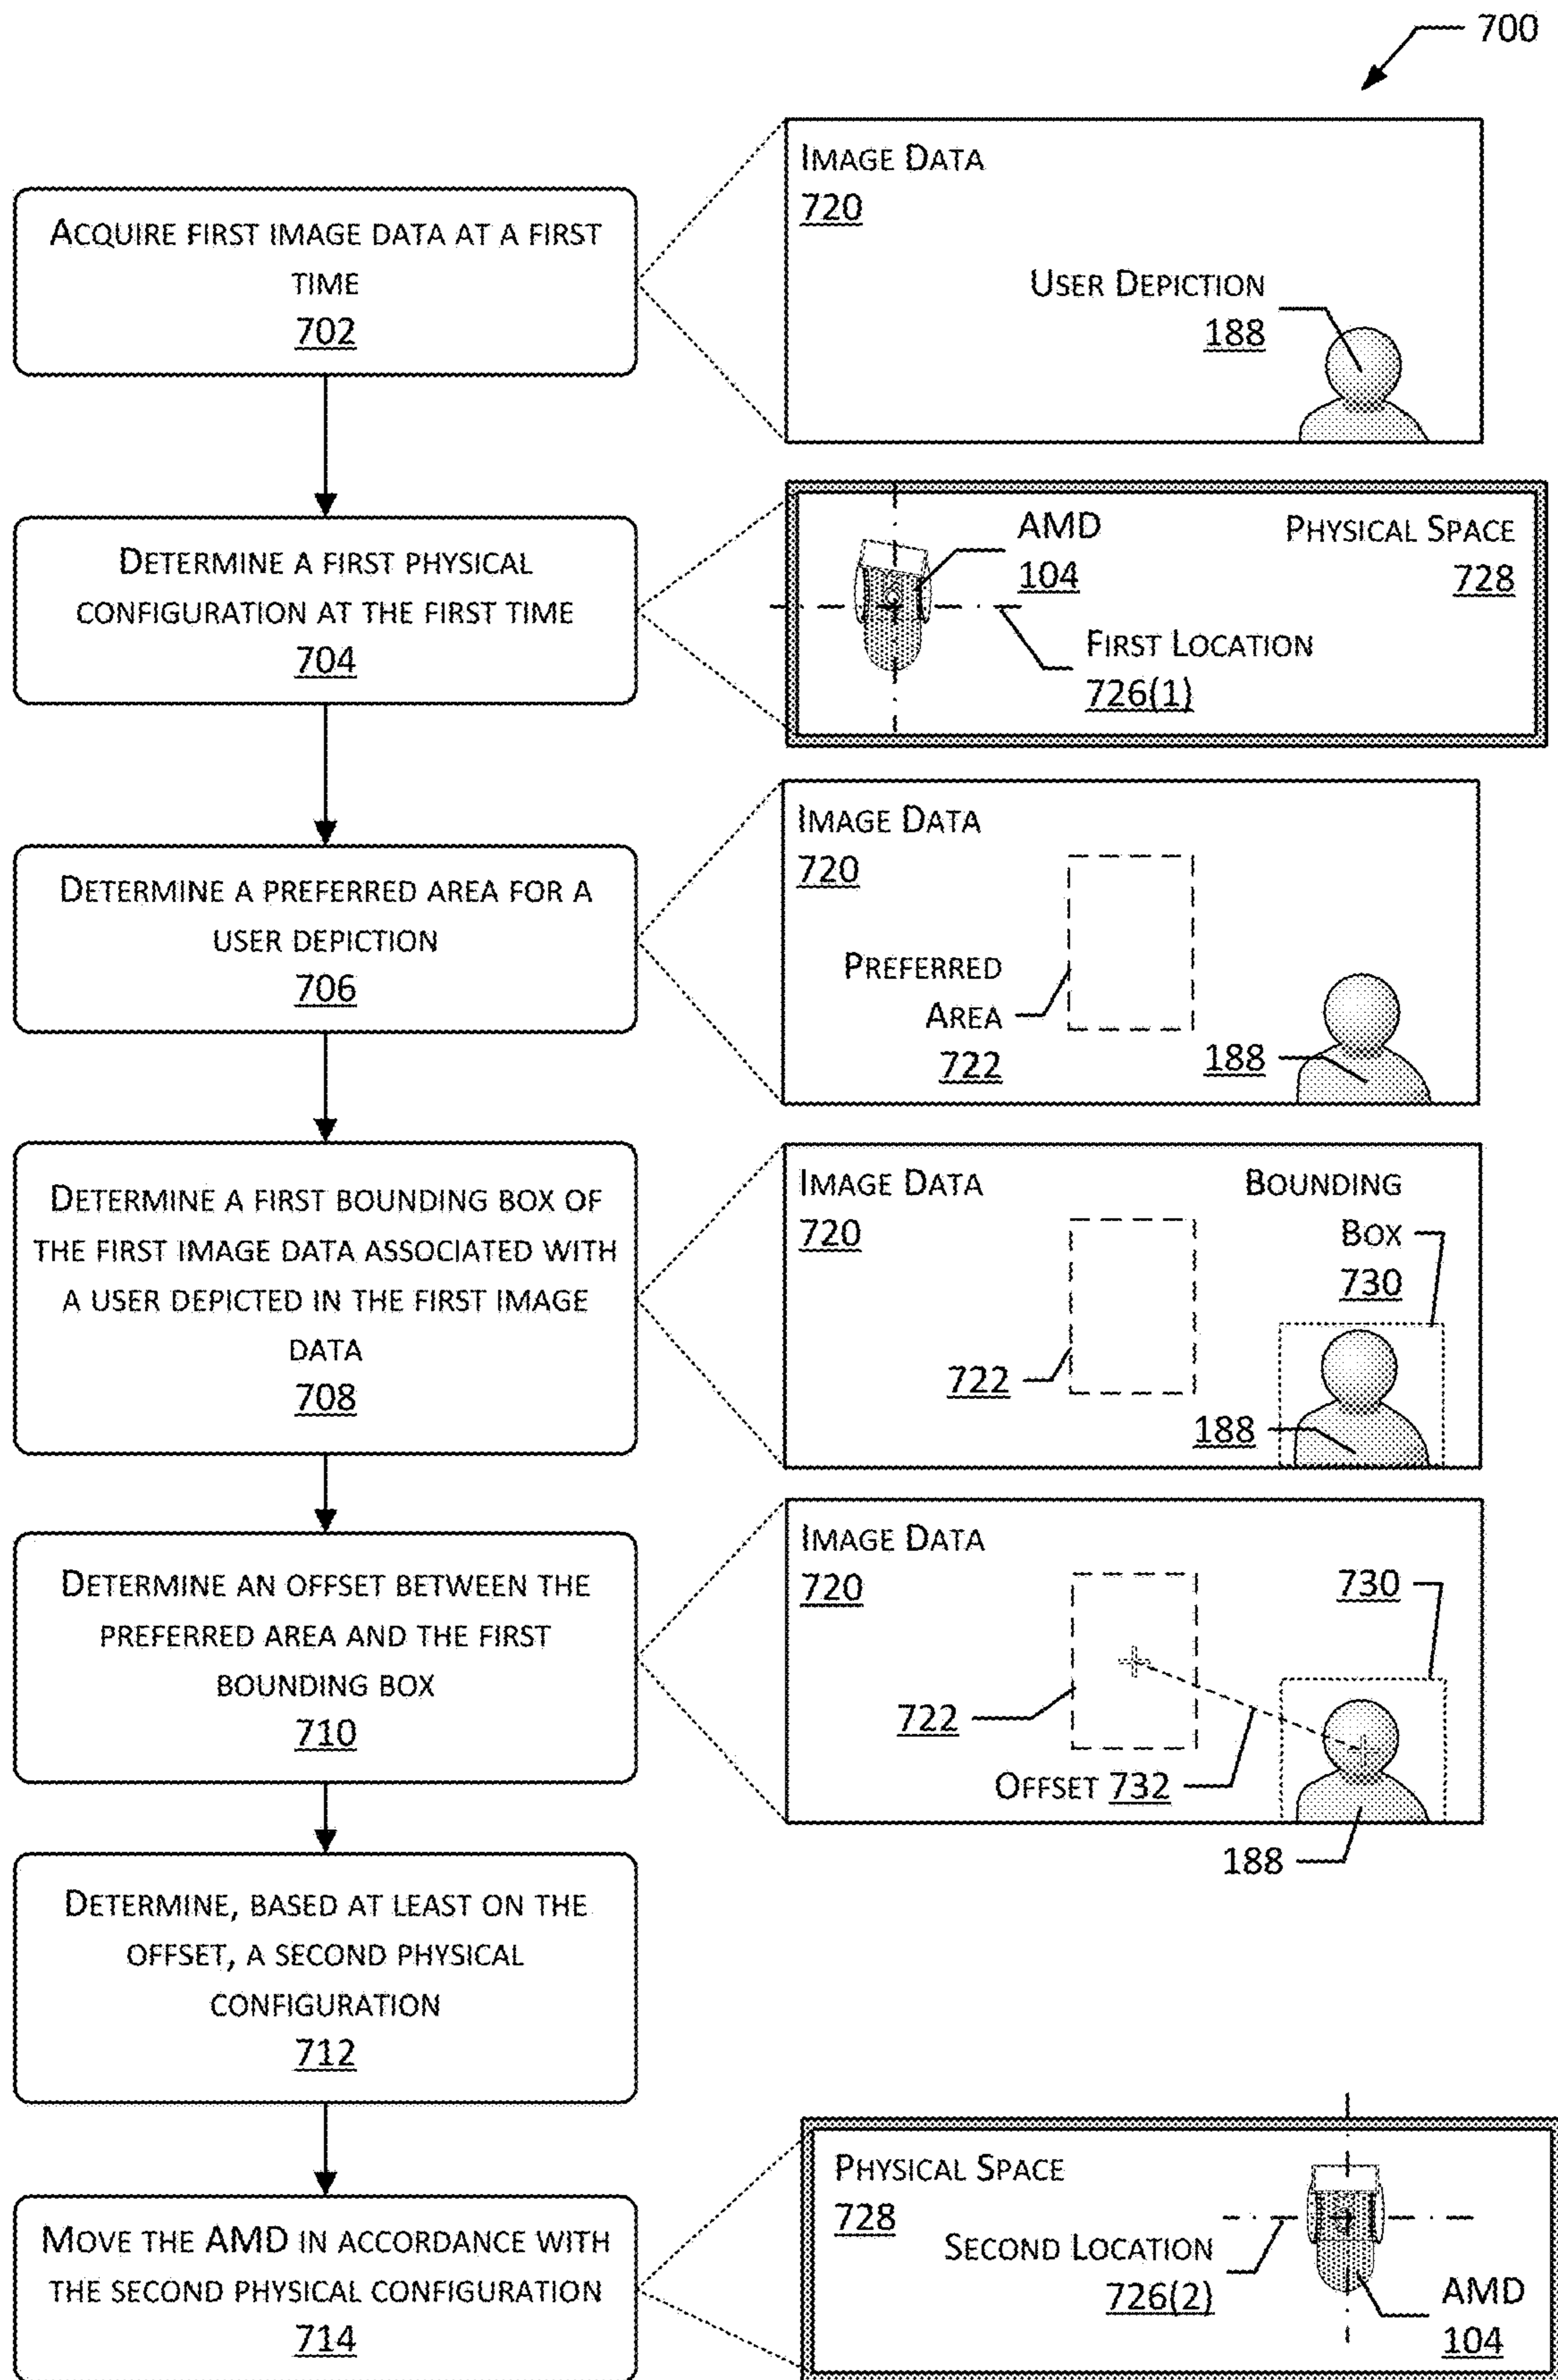 700
ACQUIRE FIRST IMAGE DATA AT A FIRST
TIME
702
IMAGE DATA
720
USER DEPICTION
188
DETERMINE A FIRST PHYSICAL
CONFIGURATION AT THE FIRST TIME
704
AMD
104
PHYSICAL SPACE
728
FIRST LOCATION
726(1)
DETERMINE A PREFERRED AREA FOR A
USER DEPICTION
706
IMAGE DATA
720
PREFERRED
AREA
722
188
DETERMINE A FIRST BOUNDING BOX OF
THE FIRST IMAGE DATA ASSOCIATED WITH
A USER DEPICTED IN THE FIRST IMAGE
DATA
708
IMAGE DATA
720
BOUNDING
BOX
730
722
188
DETERMINE AN OFFSET BETWEEN THE
PREFERRED AREA AND THE FIRST
BOUNDING BOX
710
IMAGE DATA
720
730
722
OFFSET 732
188
DETERMINE, BASED AT LEAST ON THE
OFFSET, A SECOND PHYSICAL
CONFIGURATION
712
MOVE THE AMD IN ACCORDANCE WITH
THE SECOND PHYSICAL CONFIGURATION
714
PHYSICAL SPACE
728
SECOND LOCATION
726(2)
AMD
104